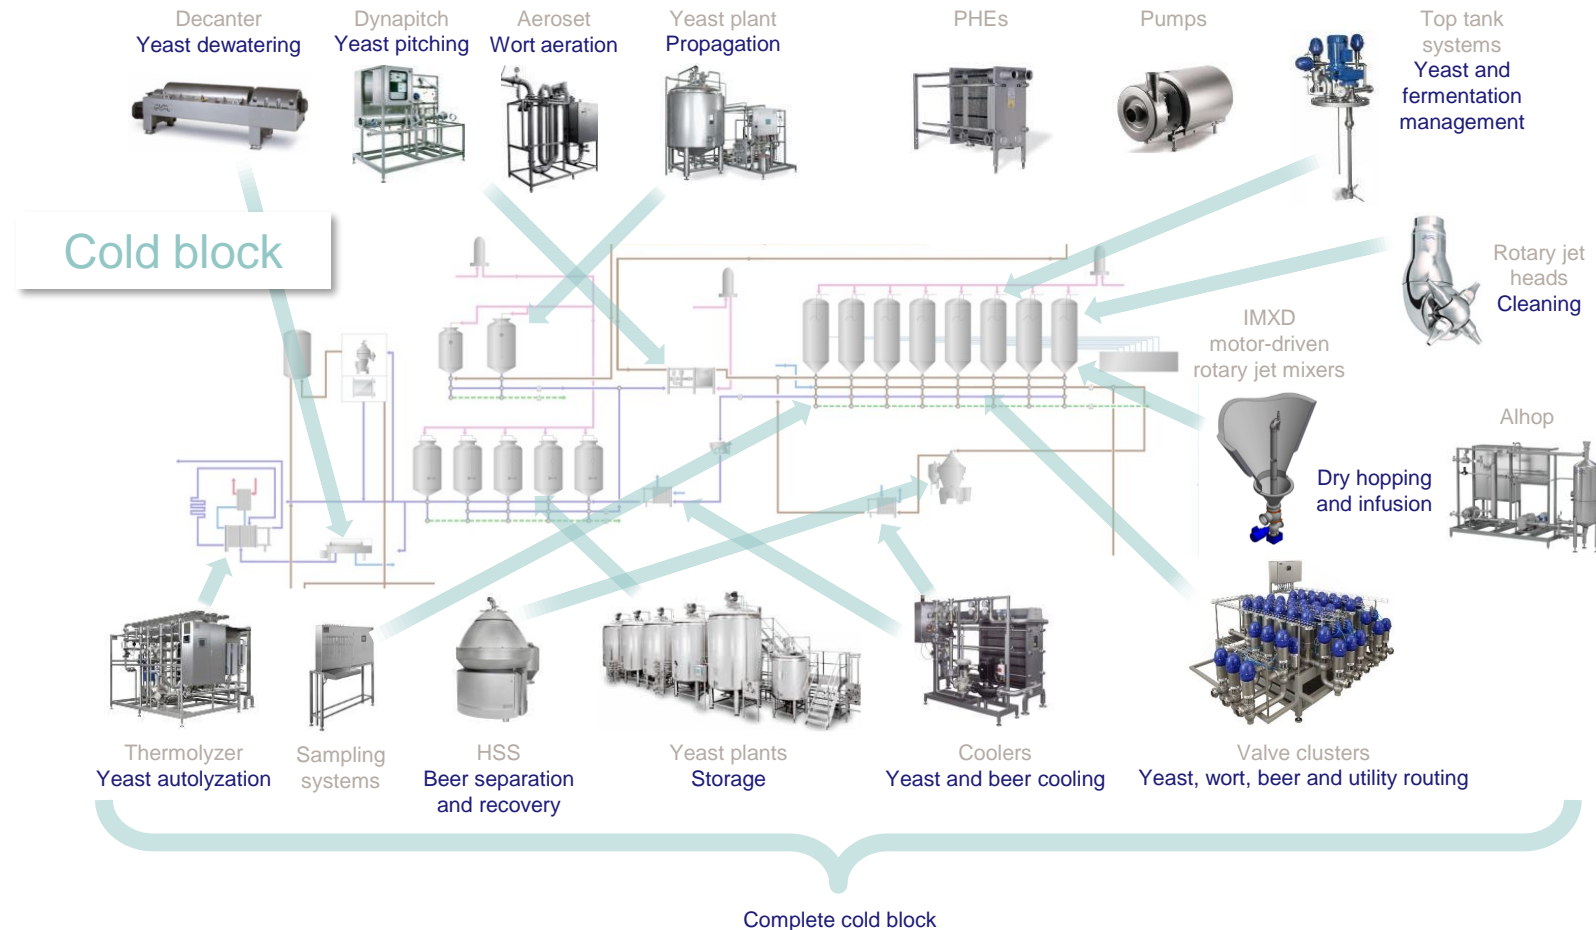 Decanter
Yeast dewatering
Dynapitch
Yeast pitching
Aeroset
Wort aeration
Yeast plant
Propagation
PHEs
Pumps
Top tank
systems
Yeast and
fermentation
management
Cold block
Rotary jet
heads
Cleaning
IMXD
motor-driven
rotary jet mixers
Alhop
Dry hopping
and infusion
Thermolyzer
Yeast autolyzation
Sampling
systems
HSS
Beer separation
and recovery
Yeast plants
Storage
Coolers
Yeast and beer cooling
Valve clusters
Yeast, wort, beer and utility routing
Complete cold block